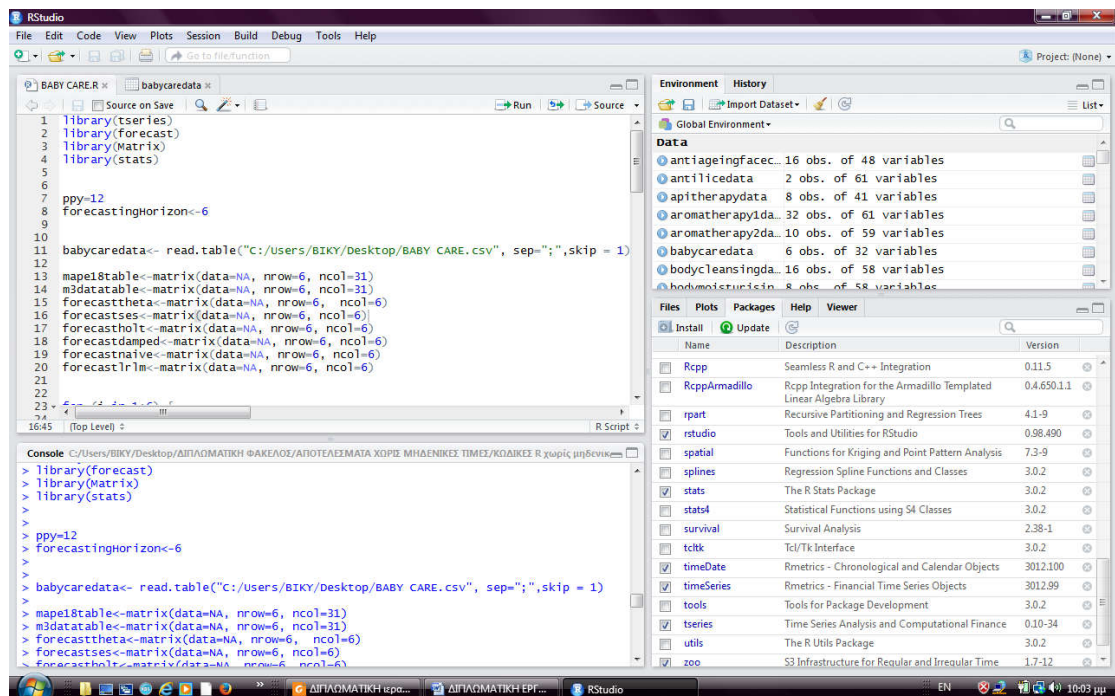 RStudio
File Edit Code View Plots Session Build Debug Tools Help
Go to file/function
Project: (None)
BABY CARE.R
babycaredata
Source on Save
Run
Source
1 library(tseries)
2 library(forecast)
3 library(Matrix)
4 library(stats)
5
6
7 ppy=12
8 forecastingHorizon<-6
9
10
11 babycaredata<- read.table("C:/Users/BIKY/Desktop/BABY CARE.csv", sep=";",skip = 1)
12
13 mape18table<-matrix(data=NA, nrow=6, ncol=31)
14 m3datatable<-matrix(data=NA, nrow=6, ncol=31)
15 forecasttheta<-matrix(data=NA, nrow=6,  ncol=6)
16 forecastses<-matrix(data=NA, nrow=6, ncol=6)
17 forecastholt<-matrix(data=NA, nrow=6, ncol=6)
18 forecastdamped<-matrix(data=NA, nrow=6, ncol=6)
19 forecastnaive<-matrix(data=NA, nrow=6, ncol=6)
20 forecastlrlm<-matrix(data=NA, nrow=6, ncol=6)
21
22
23 for (i in 1:6) {
24
16:45 (Top Level) R Script
Console C:/Users/BIKY/Desktop/ΔΙΠΛΩΜΑΤΙΚΗ ΦΑΚΕΛΟΣ/ΑΠΟΤΕΛΕΣΜΑΤΑ ΧΩΡΙΣ ΜΗΔΕΝΙΚΕΣ ΤΙΜΕΣ/ΚΩΔΙΚΕΣ R χωρίς μηδενικ
> library(forecast)
> library(Matrix)
> library(stats)
>
>
> ppy=12
> forecastingHorizon<-6
>
>
> babycaredata<- read.table("C:/Users/BIKY/Desktop/BABY CARE.csv", sep=";",skip = 1)
>
> mape18table<-matrix(data=NA, nrow=6, ncol=31)
> m3datatable<-matrix(data=NA, nrow=6, ncol=31)
> forecasttheta<-matrix(data=NA, nrow=6,  ncol=6)
> forecastses<-matrix(data=NA, nrow=6, ncol=6)
> forecastholt<-matrix(data=NA, nrow=6, ncol=6)
Environment History
Import Dataset
List
Global Environment
Data
antiageingfacec… 16 obs. of 48 variables
antilicedata 2 obs. of 61 variables
apitherapydata 8 obs. of 41 variables
aromatherapy1da… 32 obs. of 61 variables
aromatherapy2da… 10 obs. of 59 variables
babycaredata 6 obs. of 32 variables
bodycleansingda… 16 obs. of 58 variables
bodymoisturisin… 8 obs. of 58 variables
Files Plots Packages Help Viewer
Install Update
Name Description Version
Rcpp Seamless R and C++ Integration 0.11.5
RcppArmadillo Rcpp Integration for the Armadillo Templated Linear Algebra Library 0.4.650.1.1
rpart Recursive Partitioning and Regression Trees 4.1-9
rstudio Tools and Utilities for RStudio 0.98.490
spatial Functions for Kriging and Point Pattern Analysis 7.3-9
splines Regression Spline Functions and Classes 3.0.2
stats The R Stats Package 3.0.2
stats4 Statistical Functions using S4 Classes 3.0.2
survival Survival Analysis 2.38-1
tcltk Tcl/Tk Interface 3.0.2
timeDate Rmetrics - Chronological and Calendar Objects 3012.100
timeSeries Rmetrics - Financial Time Series Objects 3012.99
tools Tools for Package Development 3.0.2
tseries Time Series Analysis and Computational Finance 0.10-34
utils The R Utils Package 3.0.2
zoo S3 Infrastructure for Regular and Irregular Time 1.7-12
ΔΙΠΛΩΜΑΤΙΚΗ ιερα...
ΔΙΠΛΩΜΑΤΙΚΗ ΕΡΓ...
RStudio
EN
10:03 μμ